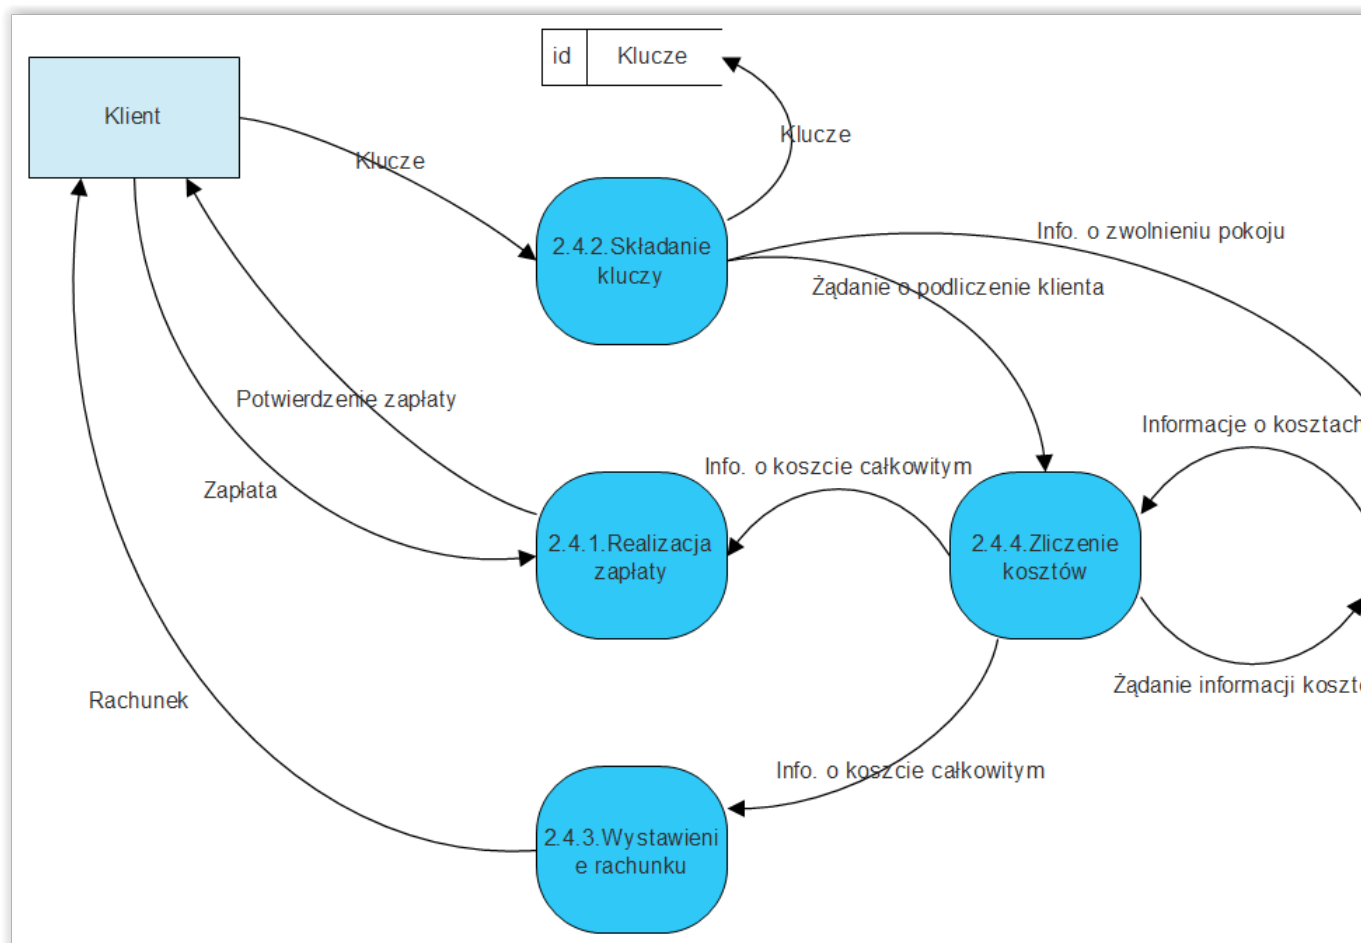 id
Klucze
Klient
Klucze
Klucze
2.4.2.Składanie
kluczy
Info. o zwolnieniu pokoju
Żądanie o podliczenie klienta
Potwierdzenie zapłaty
Informacje o kosztach
Info. o koszcie całkowitym
Zapłata
2.4.1.Realizacja
zapłaty
2.4.4.Zliczenie
kosztów
Rachunek
Żądanie informacji
Info. o koszcie całkowitym
2.4.3.Wystawieni
e rachunku